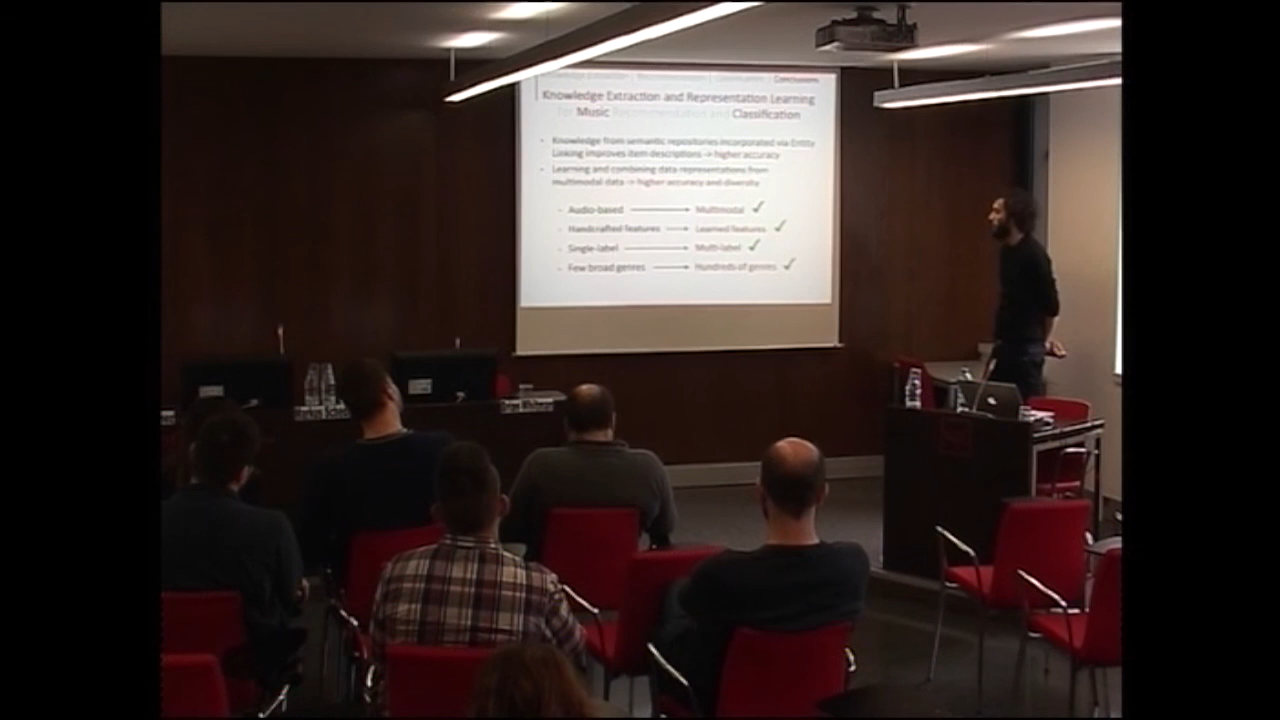 Conclusions
Knowledge Extraction and Representation Learning
for Music Recommendation and Classification
- Knowledge from semantic repositories incorporated via Entity
Linking improves item descriptions -> higher accuracy
- Learning and combining data representations from
multimodal data -> higher accuracy and diversity
- Audio-based → Multimodal ✓
- Handcrafted features → Learned features ✓
- Single-label → Multi-label ✓
- Few broad genres → Hundreds of genres ✓